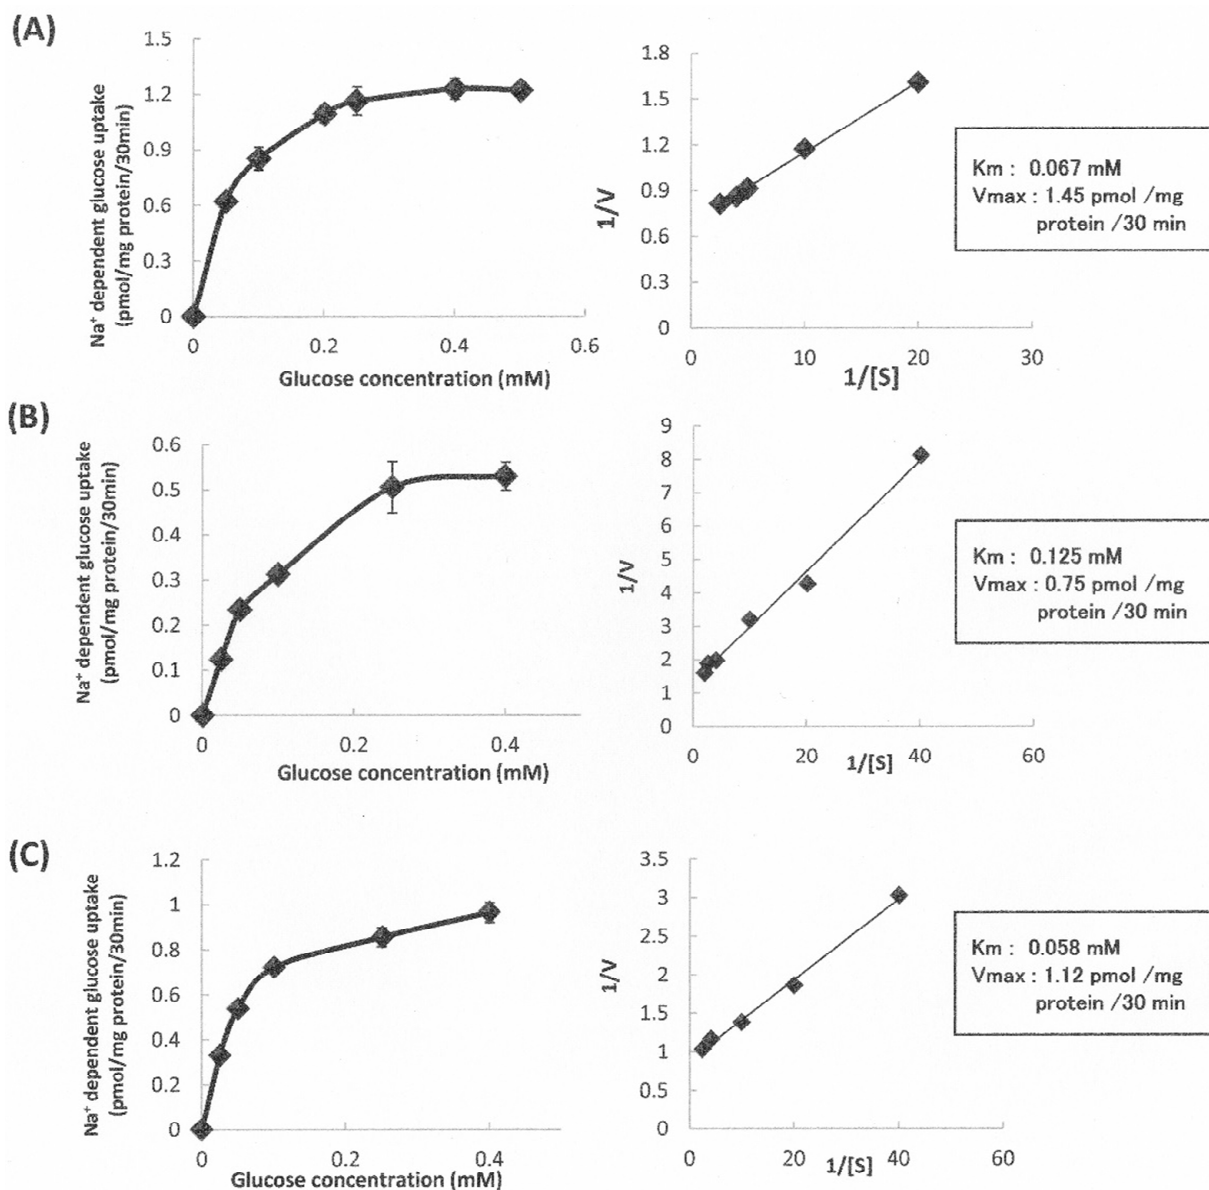 (A)
Na⁺ dependent glucose uptake
(pmol/mg protein/30min)
1.5
1.2
0.9
0.6
0.3
0
0
0.2
0.4
0.6
Glucose concentration (mM)
1/V
1.8
1.5
1.2
0.9
0.6
0.3
0
0
10
20
30
1/[S]
Km : 0.067 mM
Vmax : 1.45 pmol /mg
protein /30 min
(B)
Na⁺ dependent glucose uptake
(pmol/mg protein/30min)
0.6
0.5
0.4
0.3
0.2
0.1
0
0
0.2
0.4
Glucose concentration (mM)
1/V
9
8
7
6
5
4
3
2
1
0
0
20
40
60
1/[S]
Km : 0.125 mM
Vmax : 0.75 pmol /mg
protein /30 min
(C)
Na⁺ dependent glucose uptake
(pmol/mg protein/30min)
1.2
1
0.8
0.6
0.4
0.2
0
0
0.2
0.4
Glucose concentration (mM)
1/V
3.5
3
2.5
2
1.5
1
0.5
0
0
20
40
60
1/[S]
Km : 0.058 mM
Vmax : 1.12 pmol /mg
protein /30 min